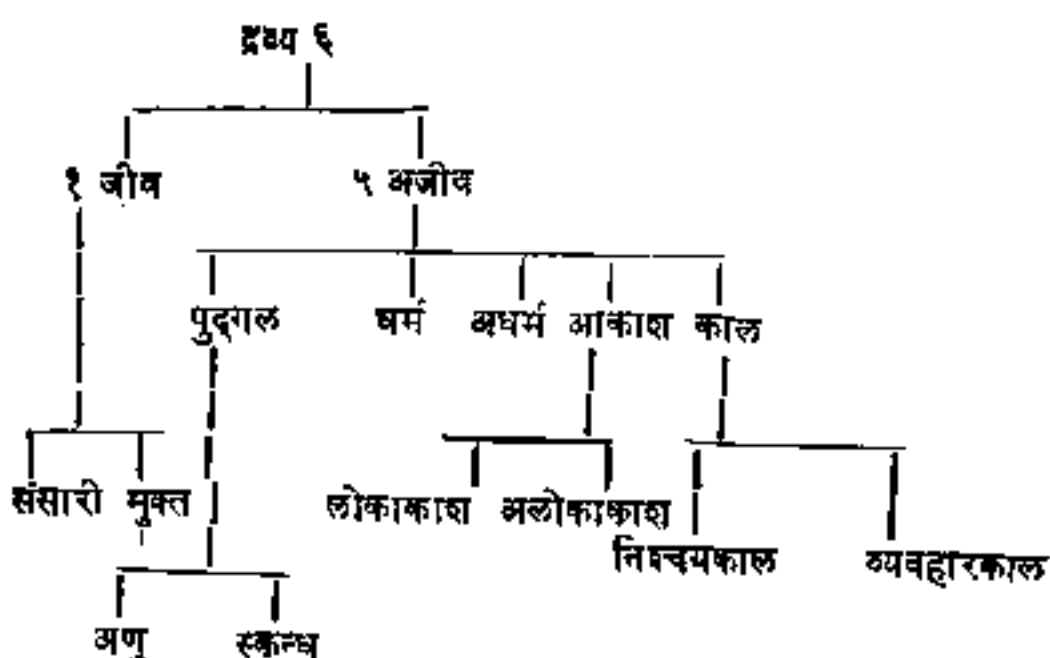 द्रव्य ६
१ जीव ५ अजीव
पुद्गल धर्म अधर्म आकाश काल
संसारी मुक्त लोकाकाश अलोकाकाश
निश्चयकाल व्यवहारकाल
अणु स्कन्ध